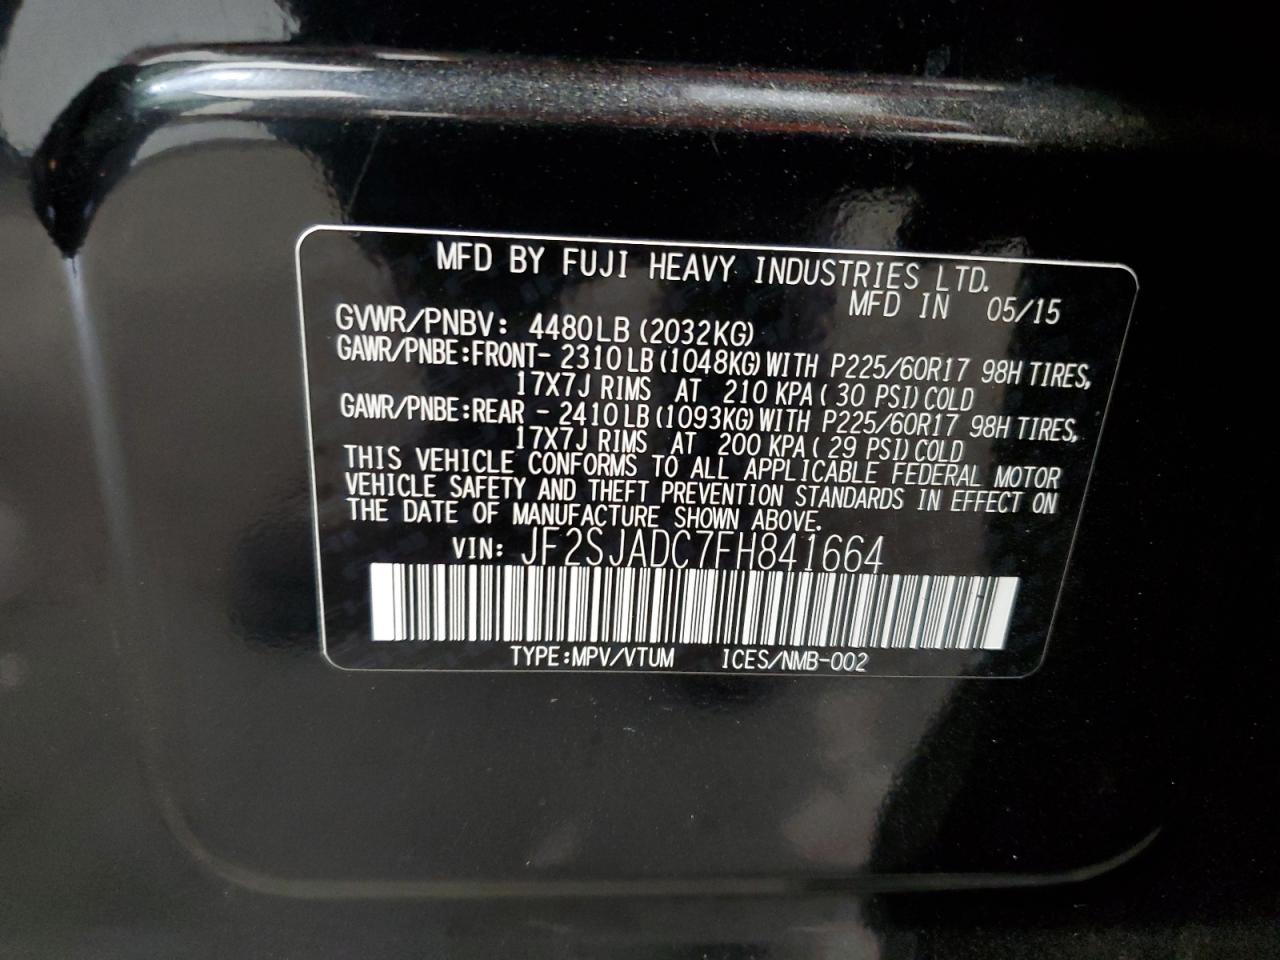 MFD BY FUJI HEAVY INDUSTRIES LTD.
MFD IN 05/15
GVWR/PNBV: 4480LB(2032KG)
GAWR/PNBE:FRONT- 2310LB(1048KG)WITH P225/60R17 98H TIRES,
17X7J RIMS AT 210 KPA( 30 PSI)COLD
GAWR/PNBE:REAR - 2410LB(1093KG)WITH P225/60R17 98H TIRES,
17X7J RIMS AT 200 KPA( 29 PSI)COLD
THIS VEHICLE CONFORMS TO ALL APPLICABLE FEDERAL MOTOR
VEHICLE SAFETY AND THEFT PREVENTION STANDARDS IN EFFECT ON
THE DATE OF MANUFACTURE SHOWN ABOVE.
VIN: JF2SJADC7FH841664
TYPE:MPV/VTUM ICES/NMB-002